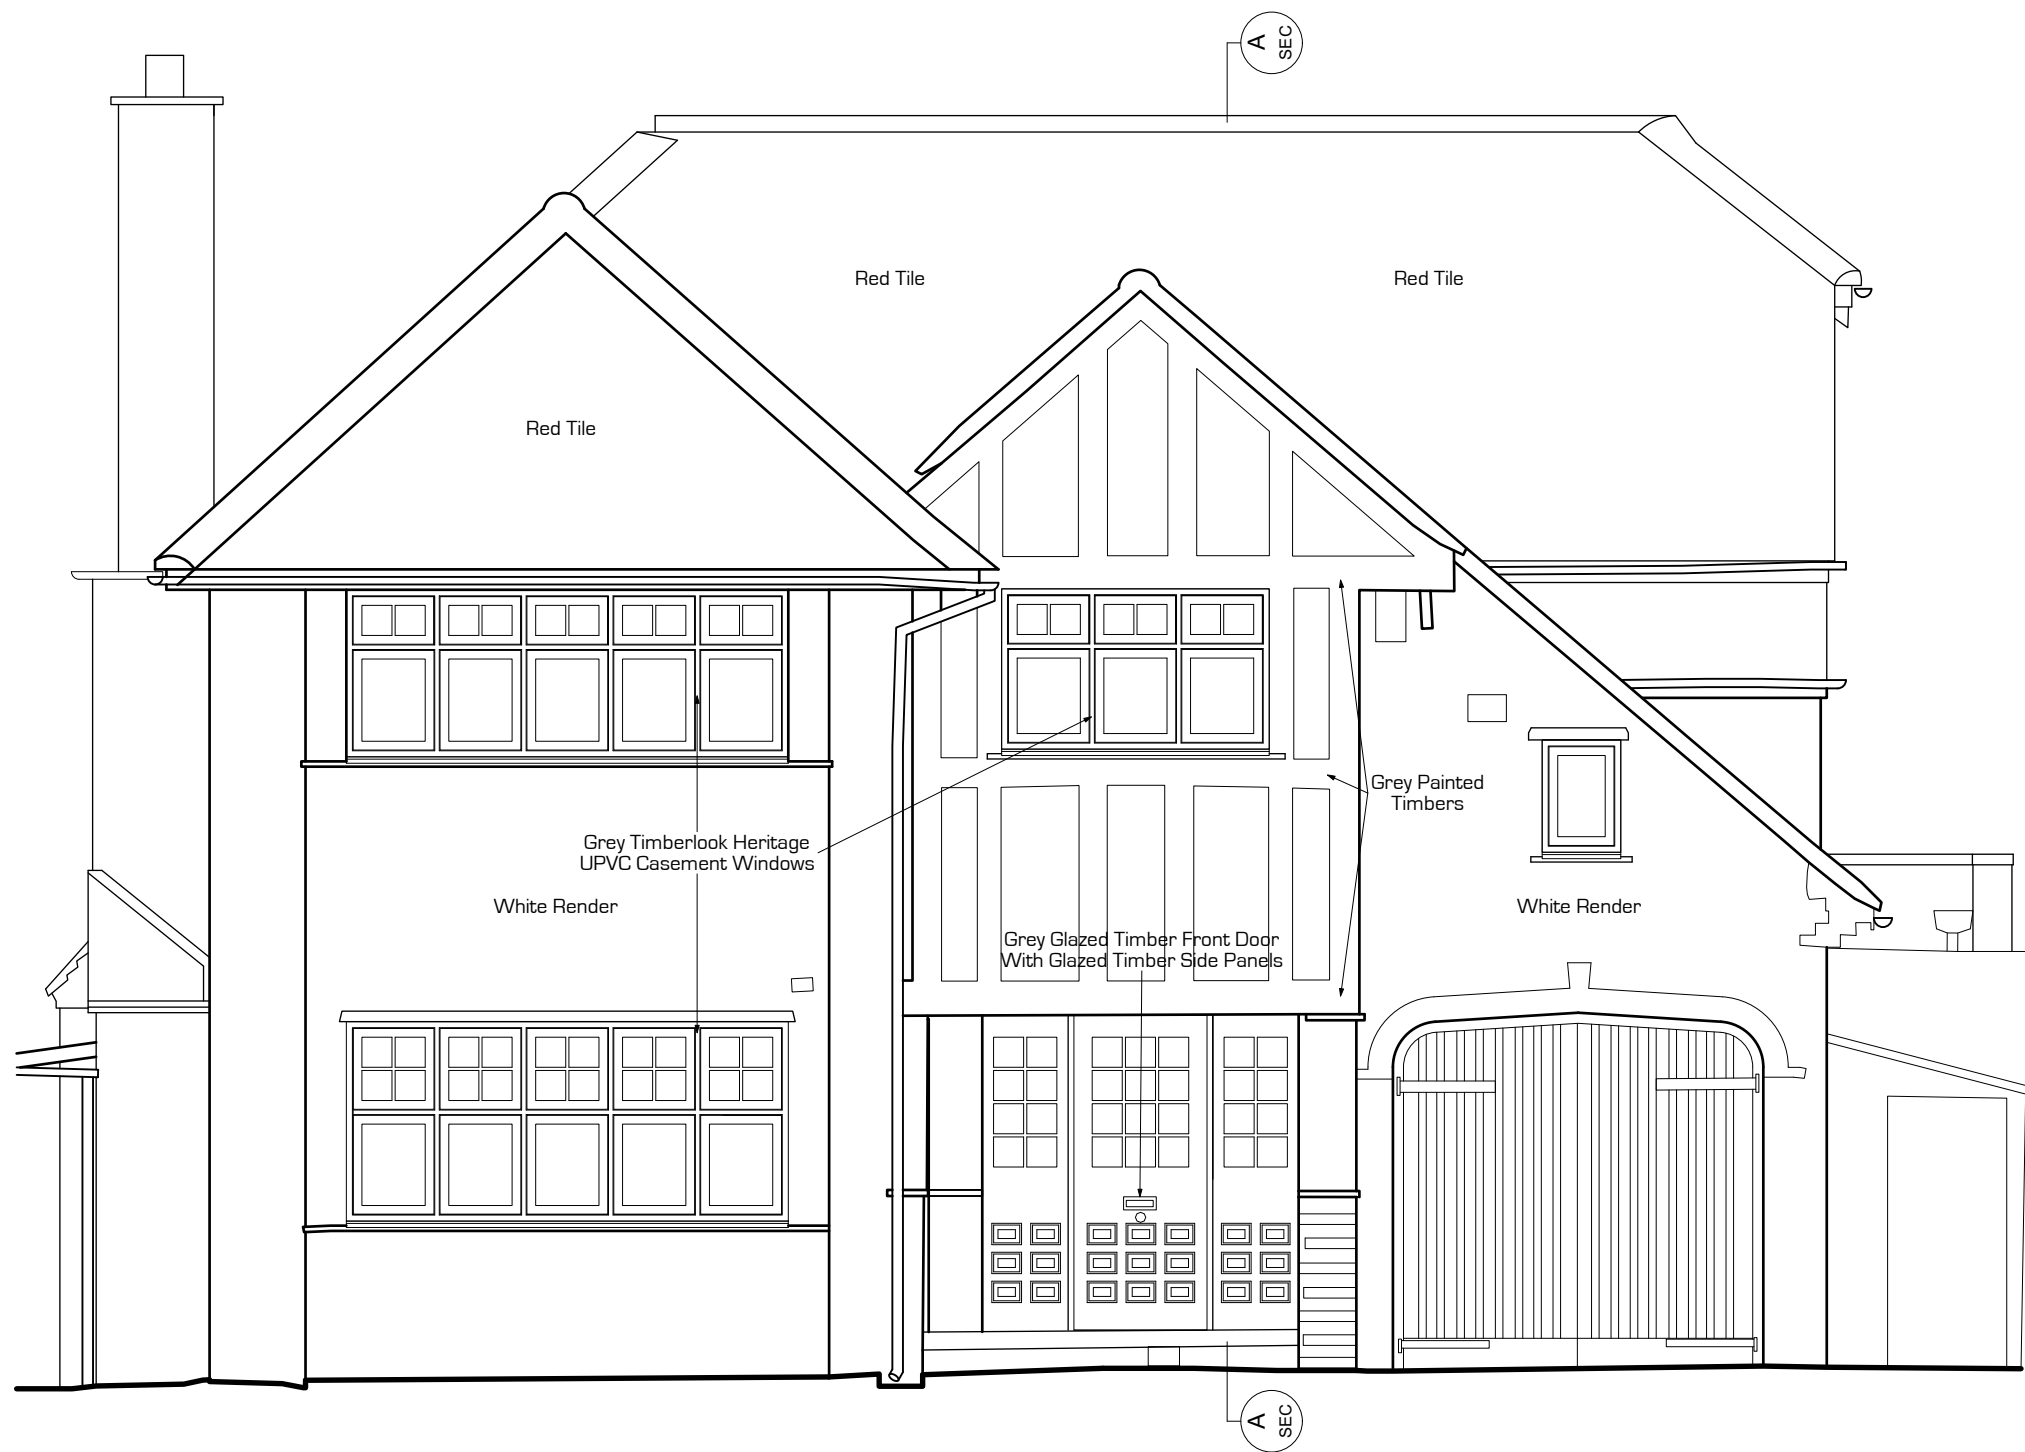 A
SEC
Red Tile
Red Tile
Red Tile
Grey Painted
Timbers
Grey Timberlook Heritage
UPVC Casement Windows
White Render
White Render
Grey Glazed Timber Front Door
With Glazed Timber Side Panels
A
SEC